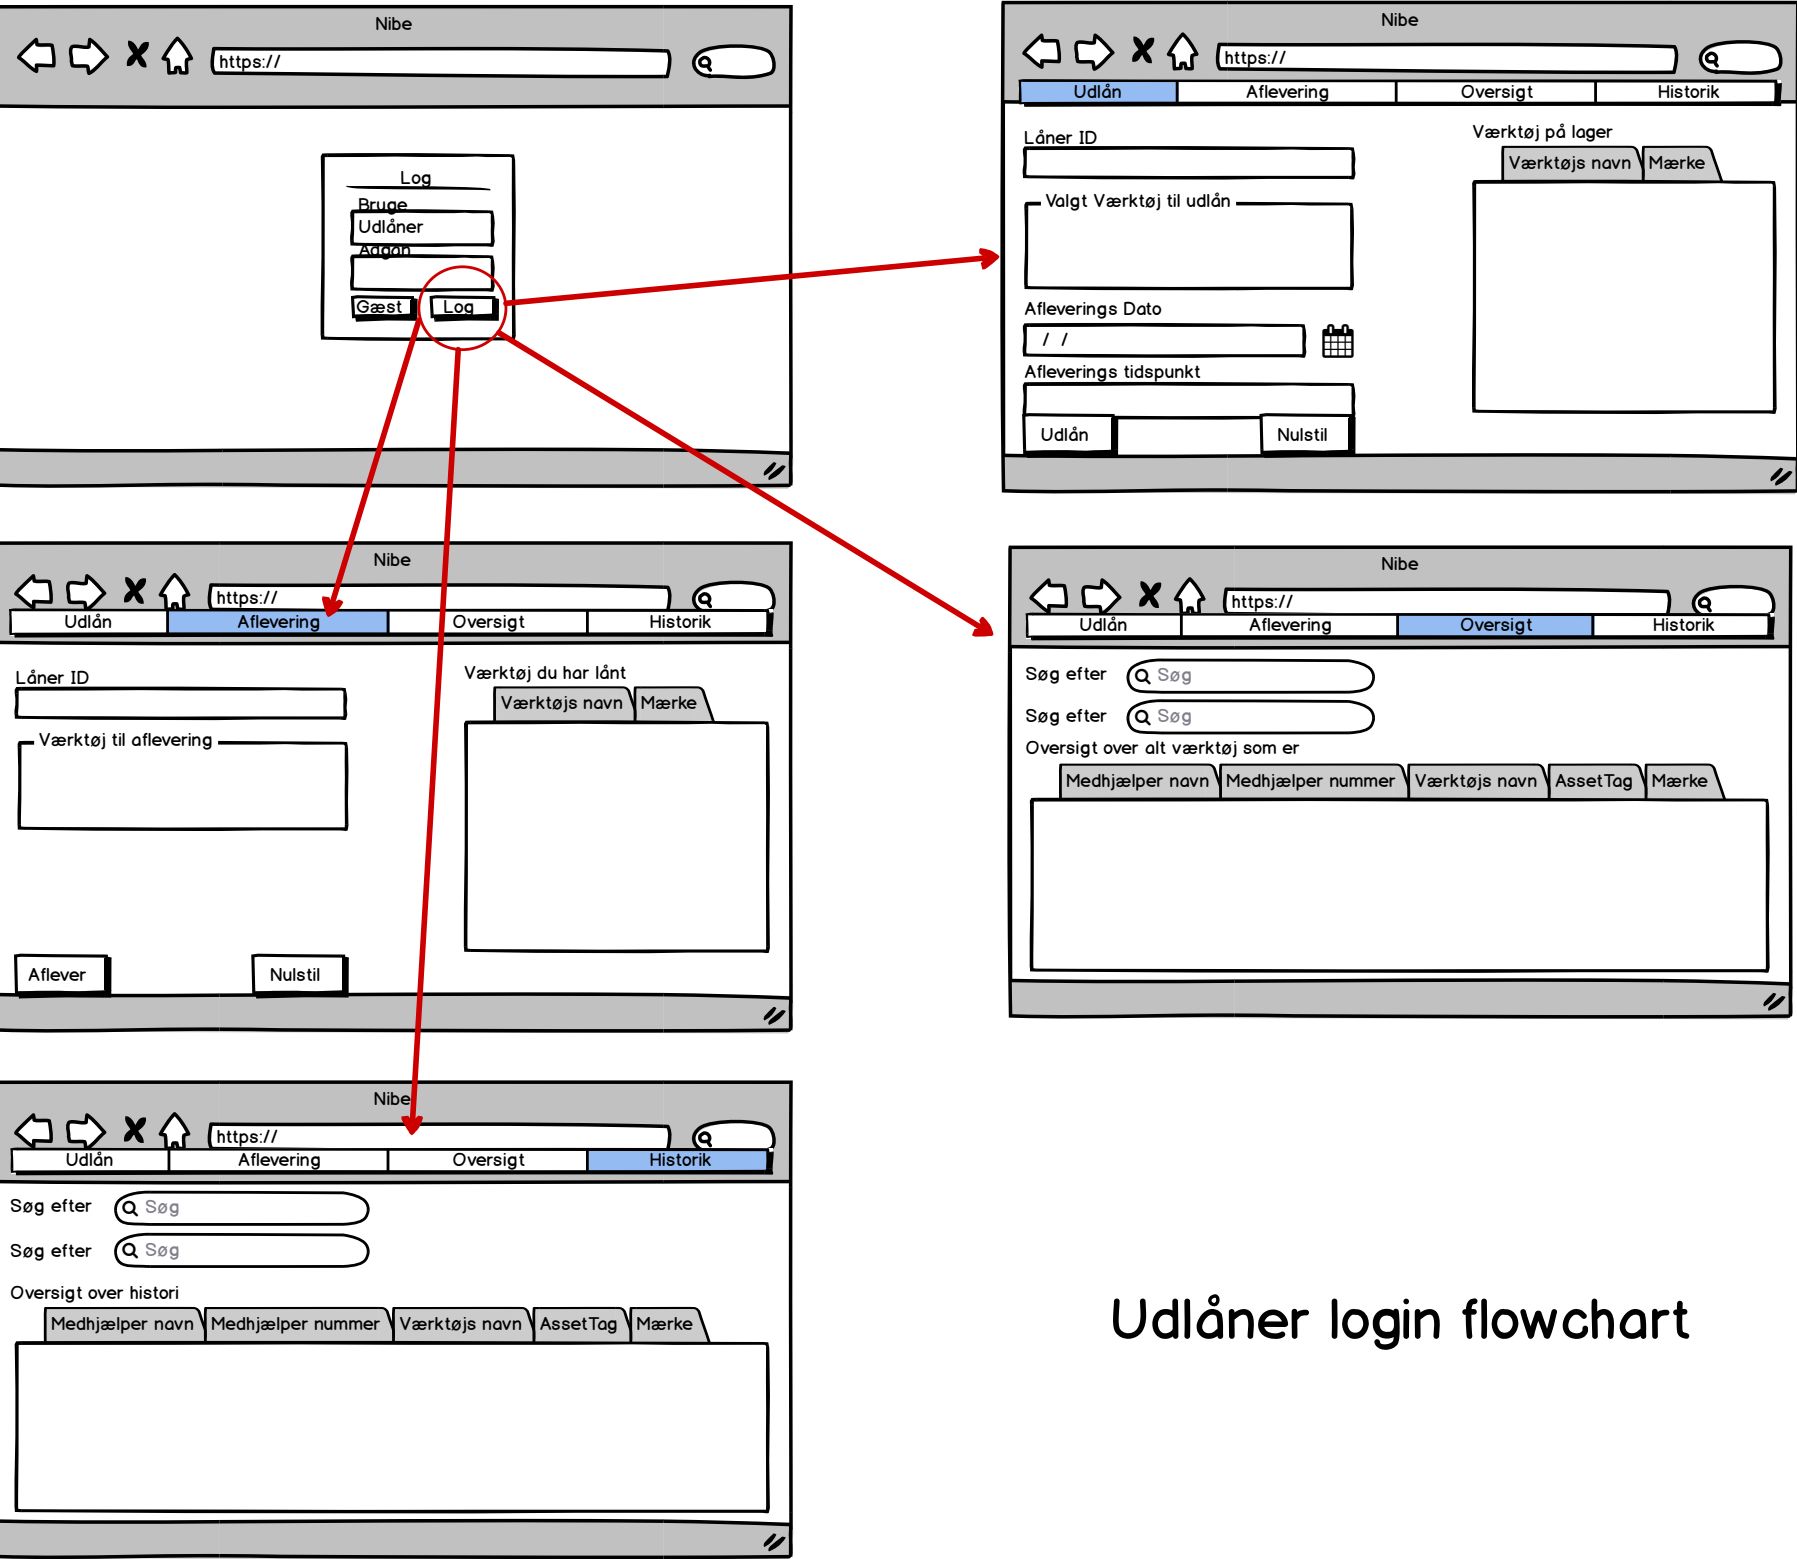 Nibe
https://
Log
Bruge
Udlåner
Adgan
Gæst Log
Nibe
https://
Udlån Aflevering Oversigt Historik
Låner ID
Valgt Værktøj til udlån
Afleverings Dato
/ /
Afleverings tidspunkt
Udlån Nulstil
Værktøj på lager
Værktøjs navn Mærke
Nibe
https://
Udlån Aflevering Oversigt Historik
Låner ID
Værktøj til aflevering
Aflever Nulstil
Værktøj du har lånt
Værktøjs navn Mærke
Nibe
https://
Udlån Aflevering Oversigt Historik
Søg efter Søg
Søg efter Søg
Oversigt over alt værktøj som er
Medhjælper navn Medhjælper nummer Værktøjs navn AssetTag Mærke
Nibe
https://
Udlån Aflevering Oversigt Historik
Søg efter Søg
Søg efter Søg
Oversigt over histori
Medhjælper navn Medhjælper nummer Værktøjs navn AssetTag Mærke
Udlåner login flowchart